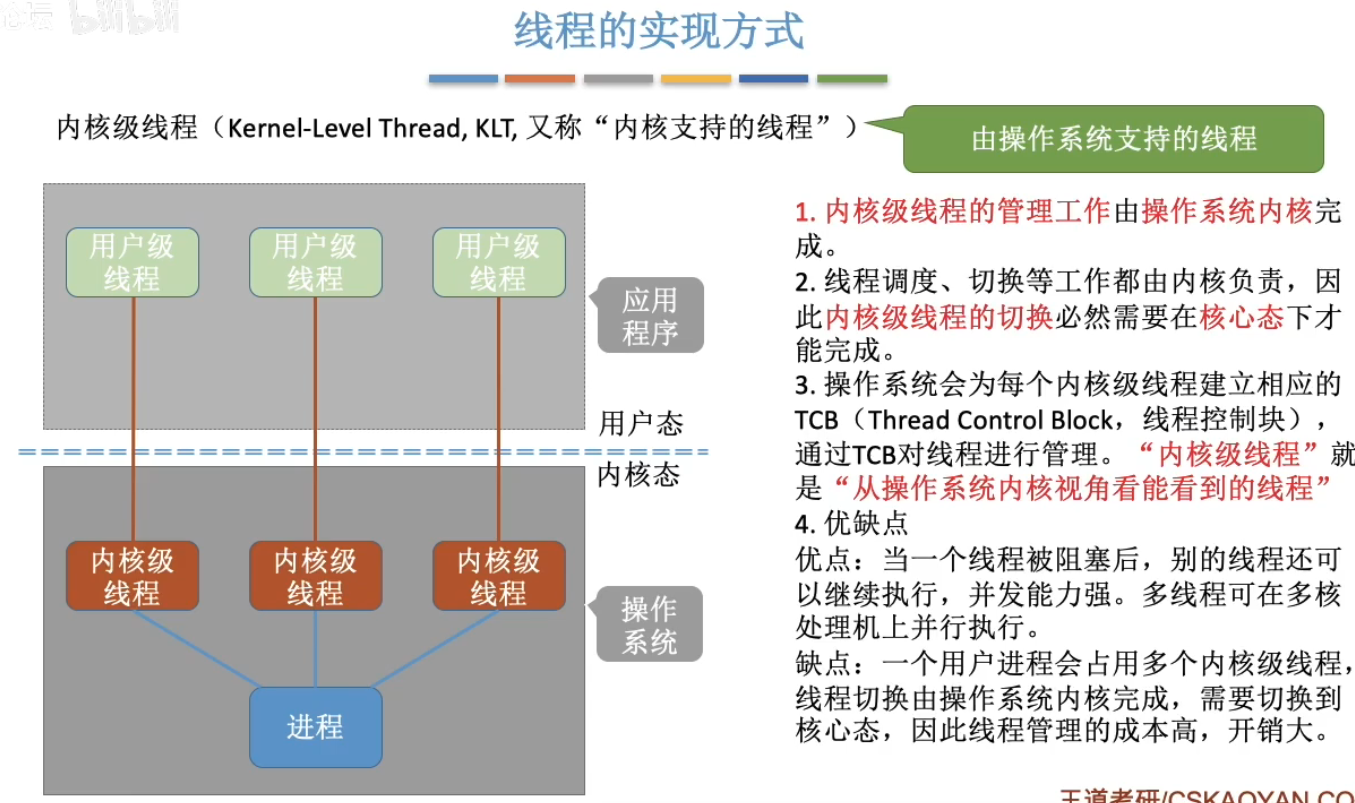 论坛 bilibili
线程的实现方式
内核级线程（Kernel-Level Thread, KLT, 又称“内核支持的线程”）
由操作系统支持的线程
用户级
线程
用户级
线程
用户级
线程
应用
程序
用户态
内核态
内核级
线程
内核级
线程
内核级
线程
操作
系统
进程
1. 内核级线程的管理工作由操作系统内核完
成。
2. 线程调度、切换等工作都由内核负责，因
此内核级线程的切换必然需要在核心态下才
能完成。
3. 操作系统会为每个内核级线程建立相应的
TCB（Thread Control Block，线程控制块），
通过TCB对线程进行管理。“内核级线程”就
是“从操作系统内核视角看能看到的线程”
4. 优缺点
优点：当一个线程被阻塞后，别的线程还可
以继续执行，并发能力强。多线程可在多核
处理机上并行执行。
缺点：一个用户进程会占用多个内核级线程，
线程切换由操作系统内核完成，需要切换到
核心态，因此线程管理的成本高，开销大。
王道考研/CSKAOYAN.CO